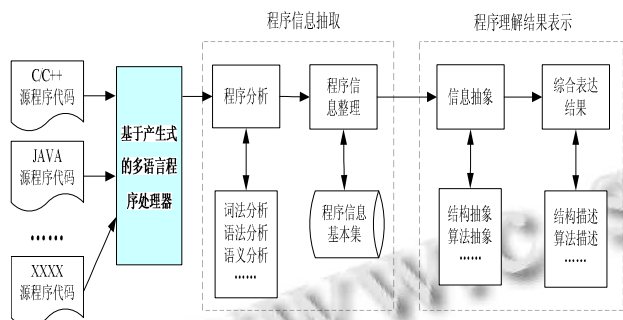 程序信息抽取
程序理解结果表示
C/C++
源程序代码
JAVA
源程序代码
……
XXXX
源程序代码
基于产生式
的多语言程
序处理器
程序分析
程序信
息整理
词法分析
语法分析
语义分析
……
程序信息
基本集
信息抽象
综合表达
结果
结构抽象
算法抽象
……
结构描述
算法描述
……